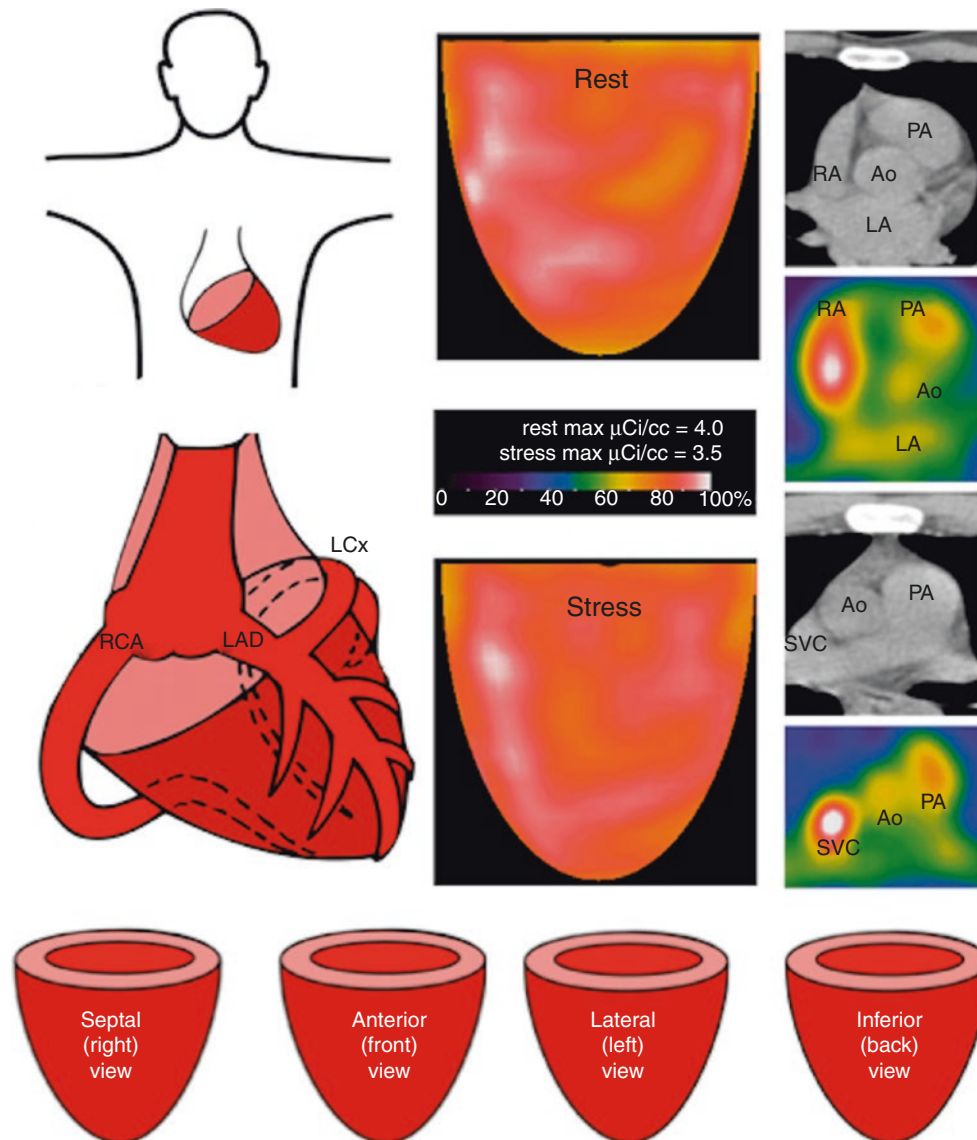 Rest
PA
RA
Ao
LA
RA
PA
Ao
LA
rest max μCi/cc = 4.0
stress max μCi/cc = 3.5
0 20 40 60 80 100%
LCx
RCA
LAD
Stress
Ao
PA
SVC
PA
Ao
SVC
Septal
(right)
view
Anterior
(front)
view
Lateral
(left)
view
Inferior
(back)
view